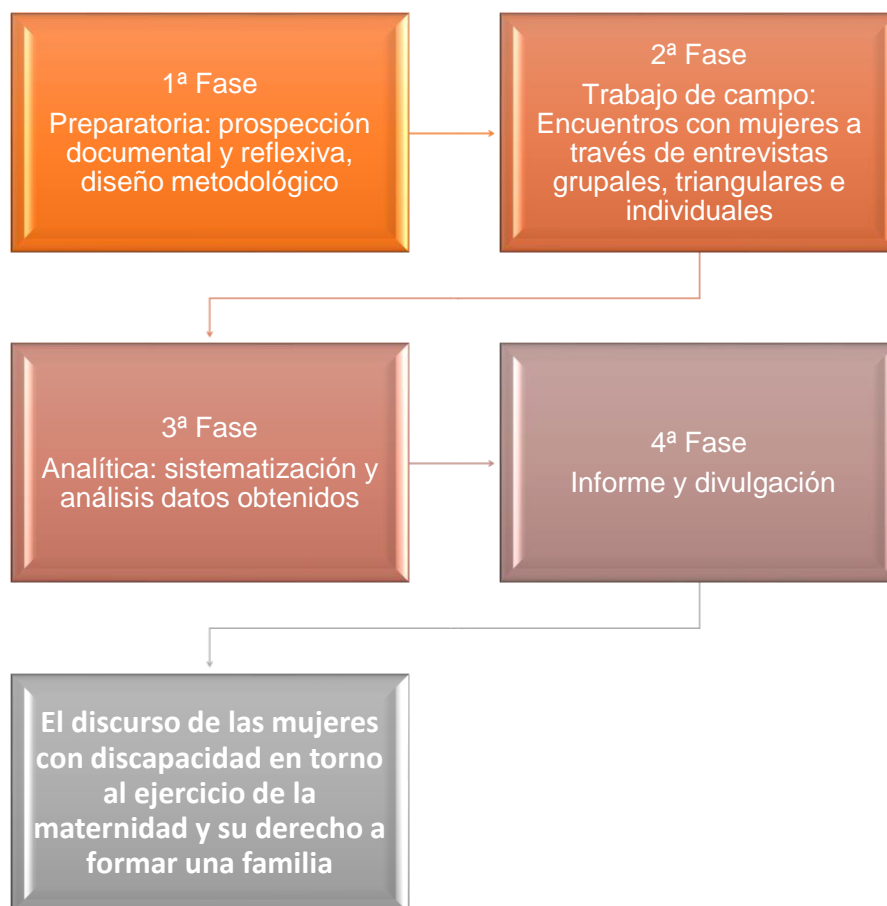 1ª Fase
Preparatoria: prospección
documental y reflexiva,
diseño metodológico
2ª Fase
Trabajo de campo:
Encuentros con mujeres a
través de entrevistas
grupales, triangulares e
individuales
3ª Fase
Analítica: sistematización y
análisis datos obtenidos
4ª Fase
Informe y divulgación
El discurso de las mujeres
con discapacidad en torno
al ejercicio de la
maternidad y su derecho a
formar una familia